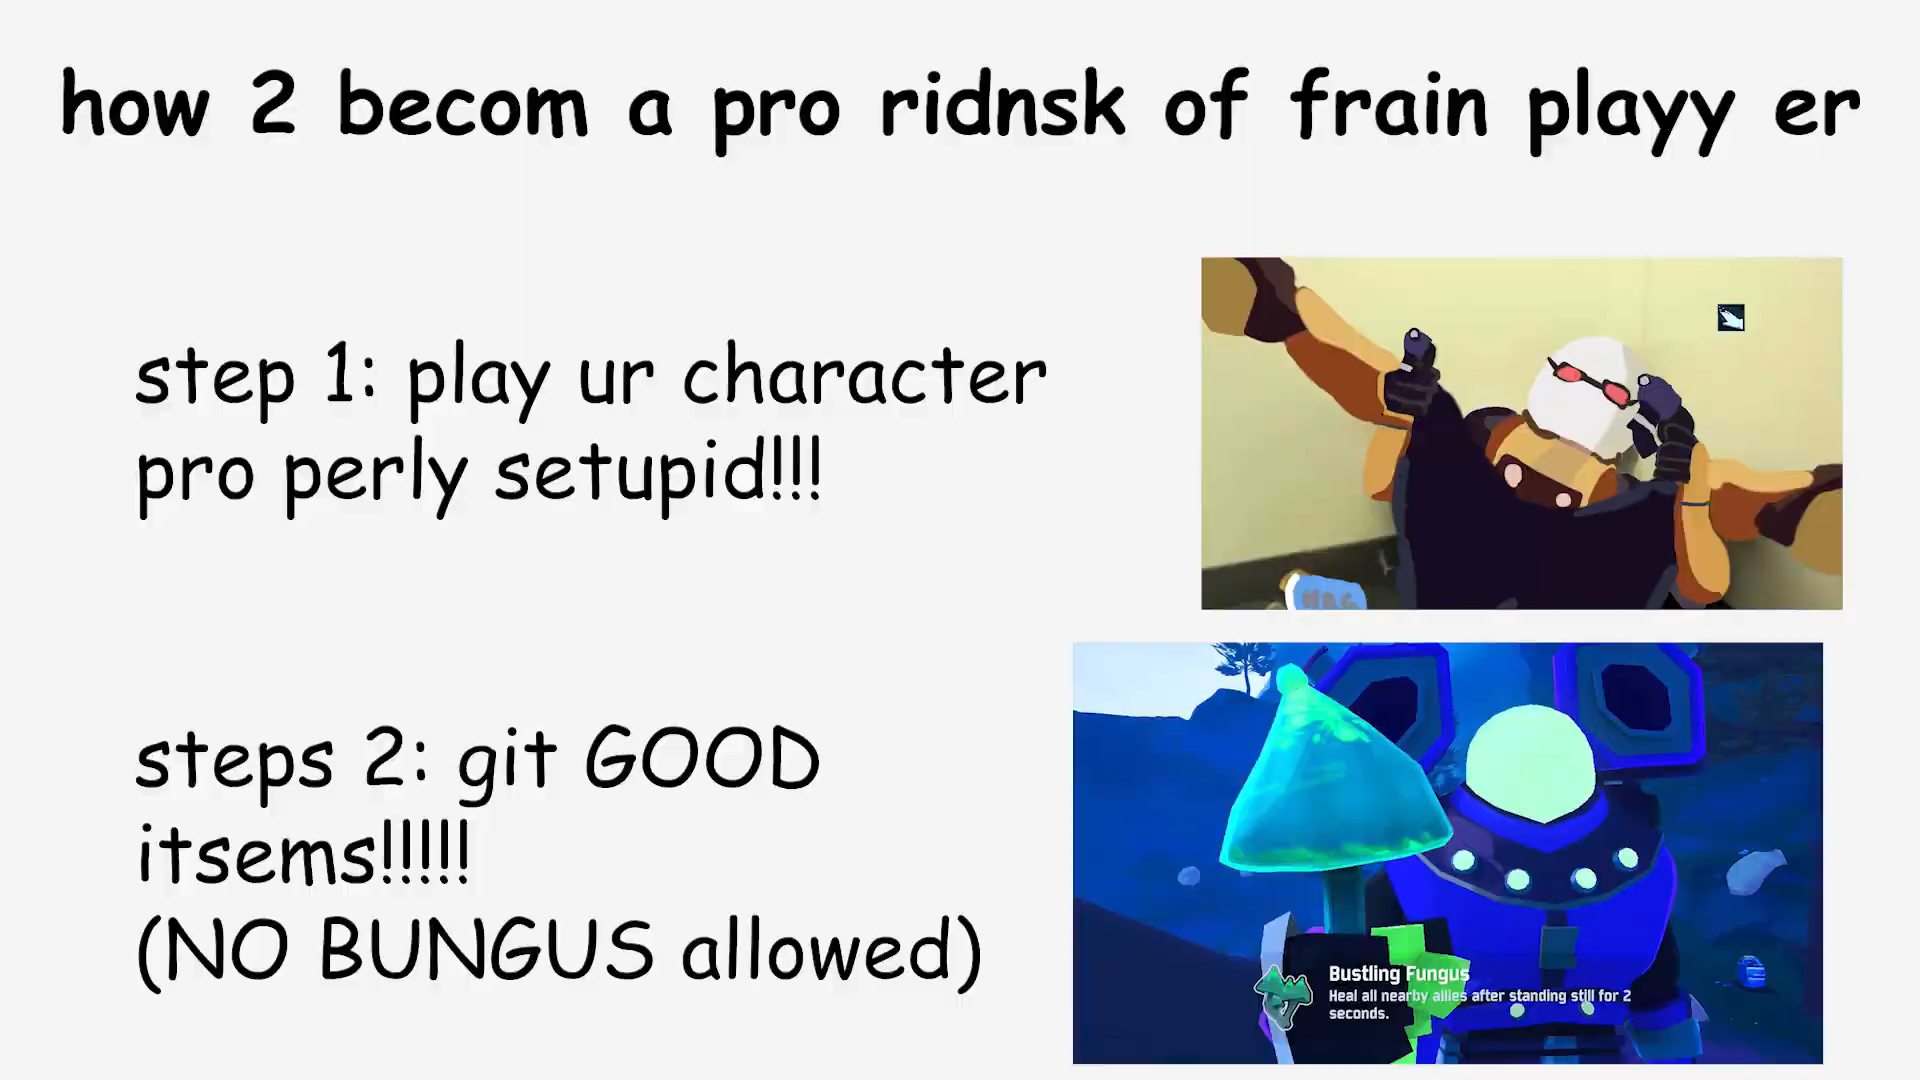 how 2 becom a pro ridnsk of frain playy er
step 1: play ur character
pro perly setupid!!!
steps 2: git GOOD
itsems!!!!!
(NO BUNGUS allowed)
Bustling Fungus
Heal all nearby allies after standing still for 2
seconds.